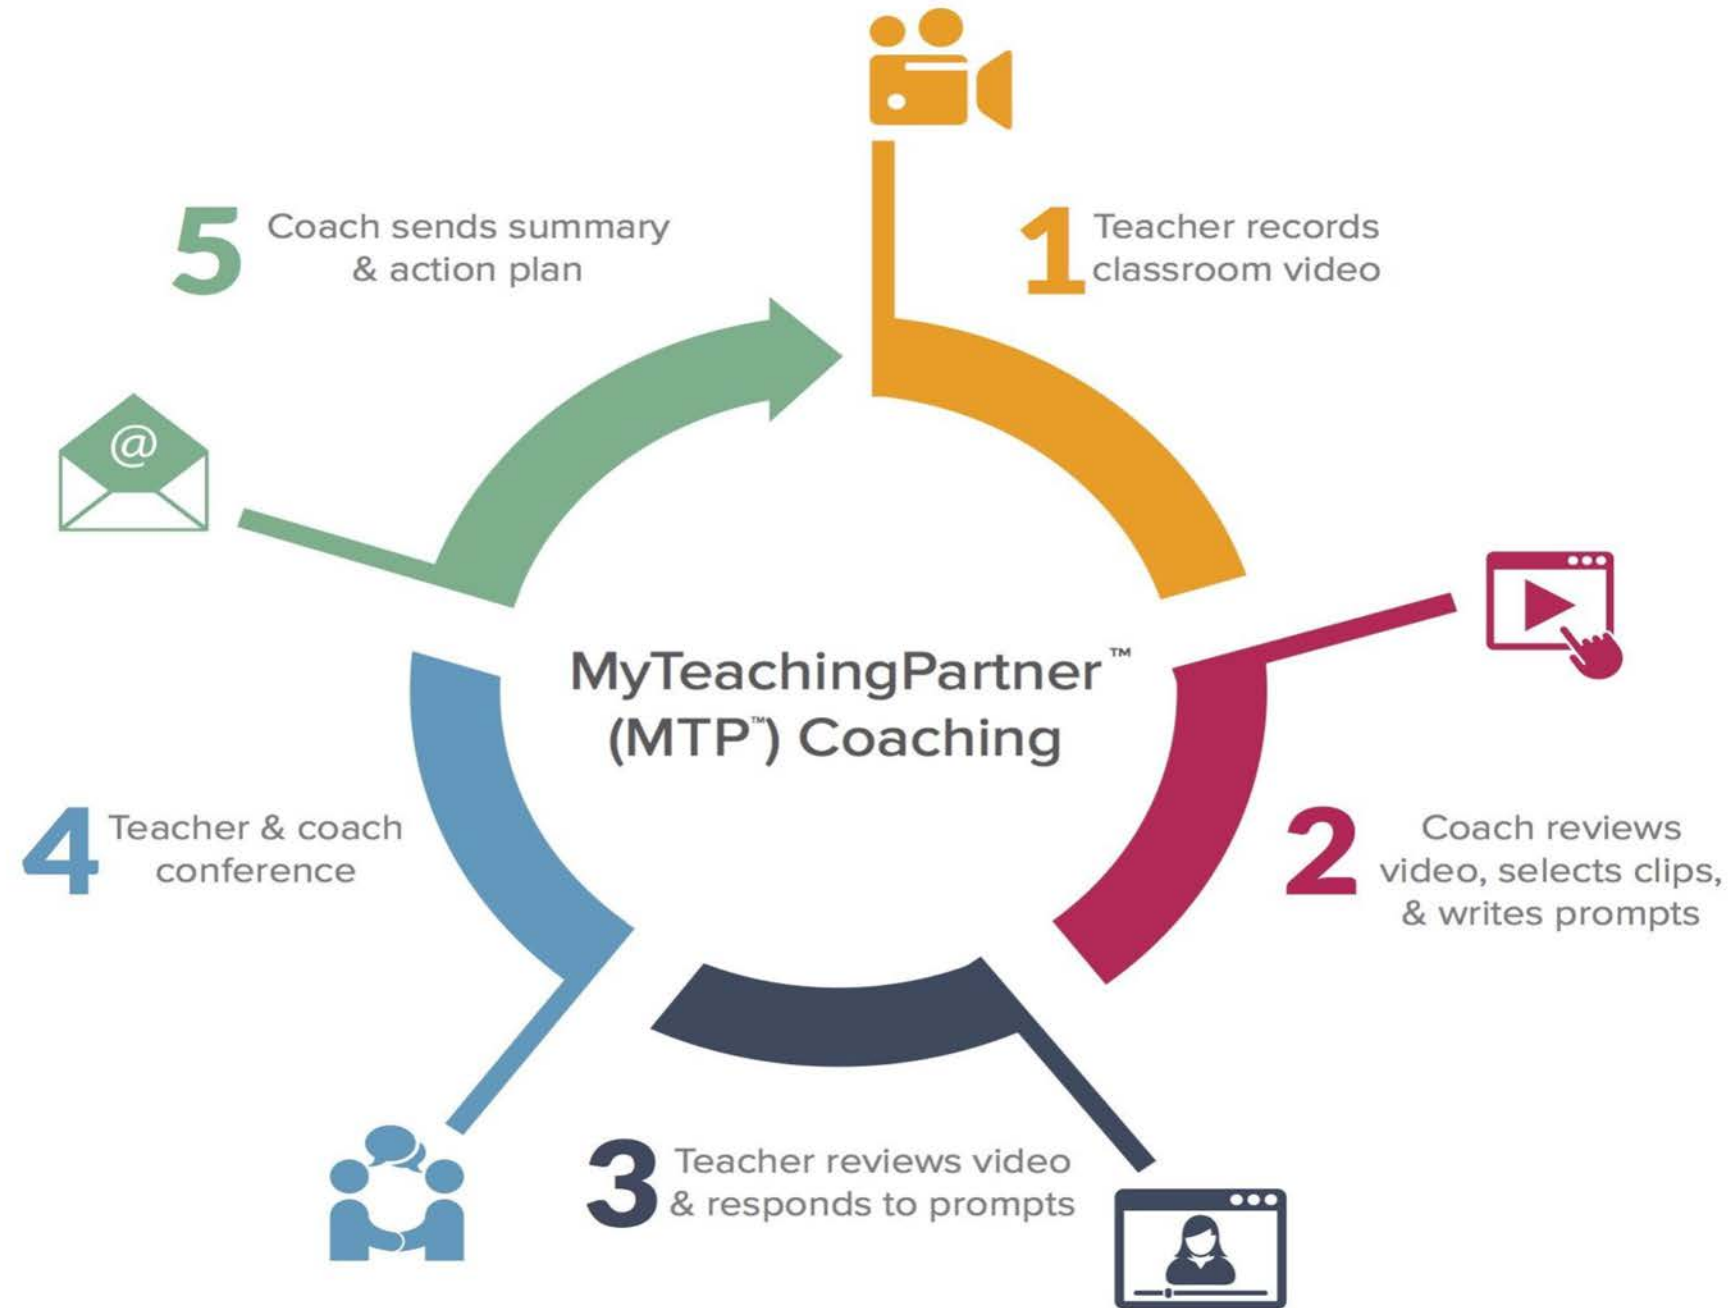 1
Teacher records
classroom video
2
Coach reviews
video, selects clips,
& writes prompts
3
Teacher reviews video
& responds to prompts
4
Teacher & coach
conference
5
Coach sends summary
& action plan
@
MyTeachingPartner™
(MTP™) Coaching